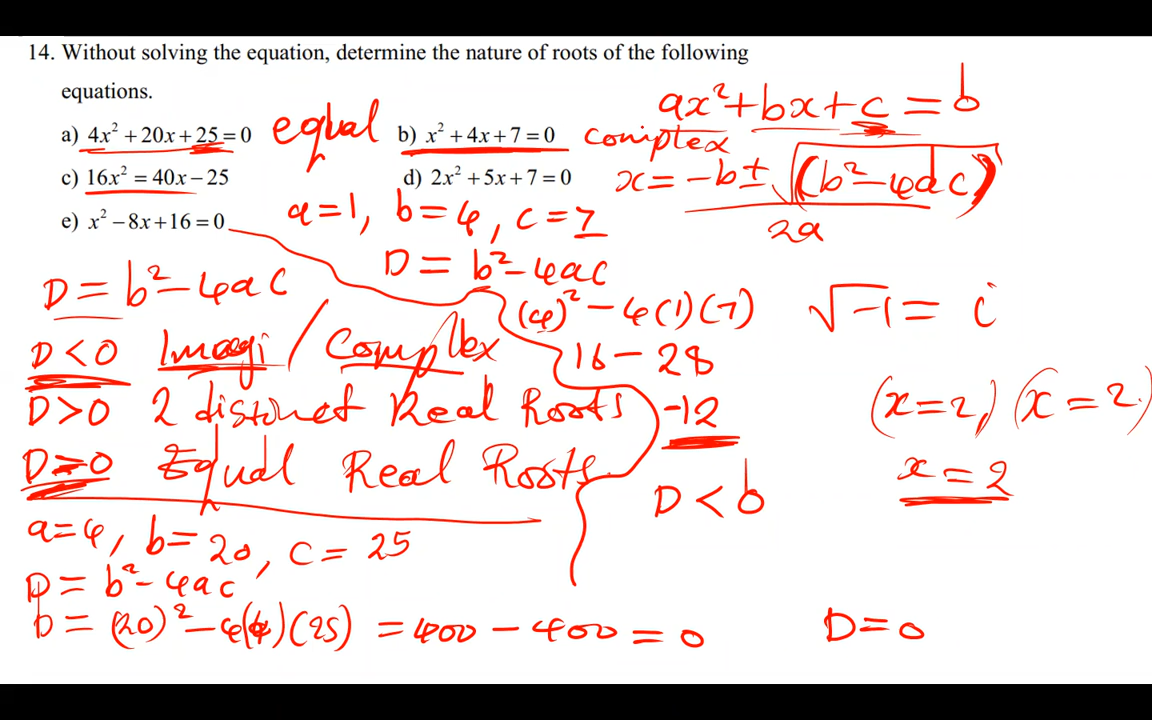 14. Without solving the equation, determine the nature of roots of the following
equations.
ax²+bx+c=0
a) 4x²+20x+25=0 equal b) x²+4x+7=0 complex
c) 16x²=40x−25 d) 2x²+5x+7=0
x=-b±√(b²-4ac)
2a
e) x²−8x+16=0
a=1, b=4, c=7
D=b²-4ac
D=b²-4ac
(4)²-4(1)(7) √-1=i
D<0 Imagi/Complex
16-28
D>0 2 distinct Real Roots -12 (x=2,) (x=2.)
D=0 Equal Real Roots x=2
D<0
a=4, b=20, c=25
D=b²-4ac
D=(20)²-4(4)(25) =400-400=0 D=0